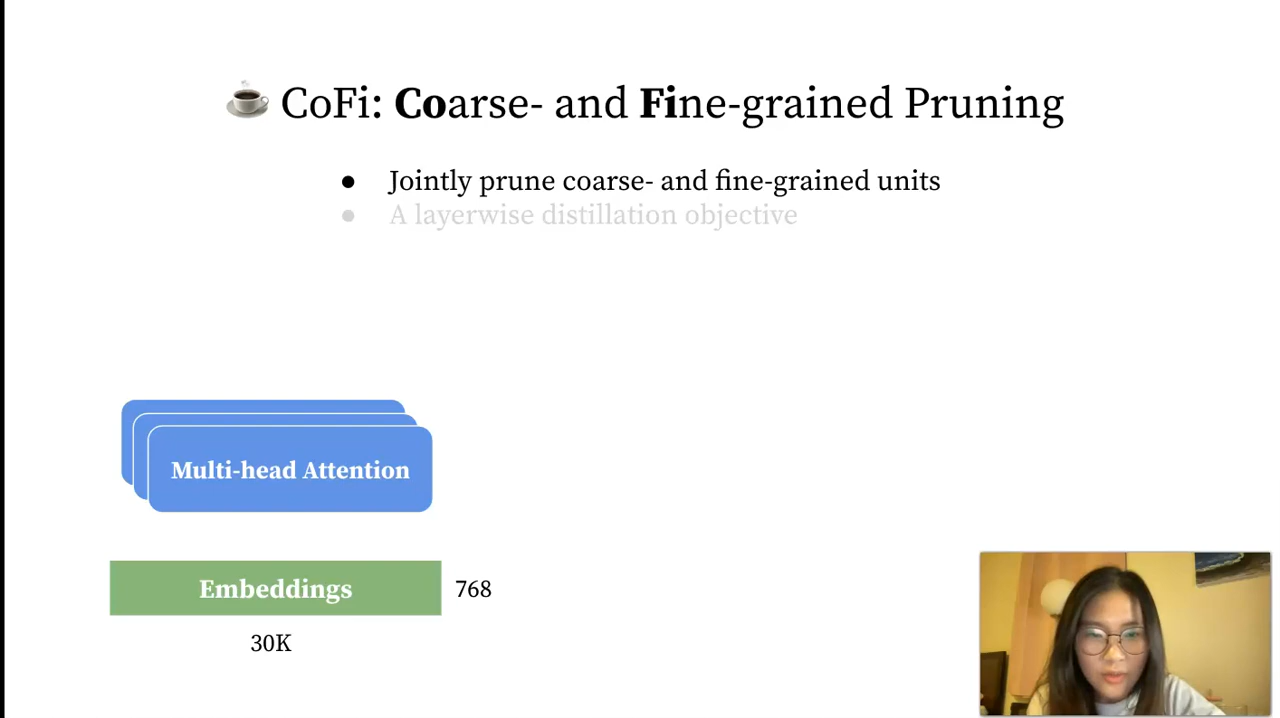 CoFi: Coarse- and Fine-grained Pruning
● Jointly prune coarse- and fine-grained units
● A layerwise distillation objective
Multi-head Attention
Embeddings 768
30K